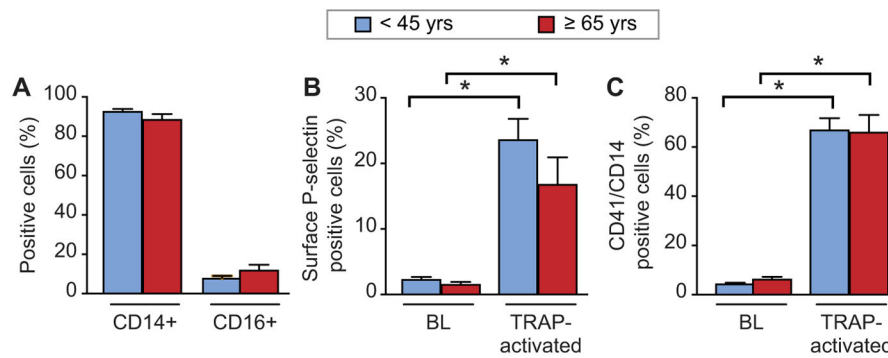 < 45 yrs ≥ 65 yrs
A
Positive cells (%)
100
80
60
40
20
0
CD14+ CD16+
B
Surface P-selectin
positive cells (%)
30
20
10
0
* *
BL TRAP-
activated
C
CD41/CD14
positive cells (%)
80
60
40
20
0
* *
BL TRAP-
activated